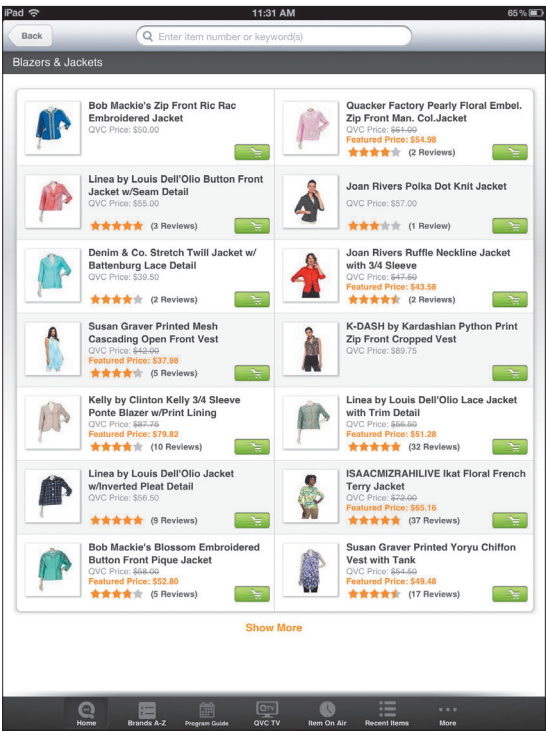 iPad 11:31 AM 65%
Back
Enter item number or keyword(s)
Blazers & Jackets
Bob Mackie's Zip Front Ric Rac
Embroidered Jacket
QVC Price: $50.00
Quacker Factory Pearly Floral Embel.
Zip Front Man. Col.Jacket
QVC Price: $61.00
Featured Price: $54.98
(2 Reviews)
Linea by Louis Dell'Olio Button Front
Jacket w/Seam Detail
QVC Price: $55.00
(3 Reviews)
Joan Rivers Polka Dot Knit Jacket
QVC Price: $57.00
(1 Review)
Denim & Co. Stretch Twill Jacket w/
Battenburg Lace Detail
QVC Price: $39.50
(2 Reviews)
Joan Rivers Ruffle Neckline Jacket
with 3/4 Sleeve
QVC Price: $47.50
Featured Price: $43.58
(2 Reviews)
Susan Graver Printed Mesh
Cascading Open Front Vest
QVC Price: $42.00
Featured Price: $37.98
(5 Reviews)
K-DASH by Kardashian Python Print
Zip Front Cropped Vest
QVC Price: $89.75
Kelly by Clinton Kelly 3/4 Sleeve
Ponte Blazer w/Print Lining
QVC Price: $87.75
Featured Price: $79.82
(10 Reviews)
Linea by Louis Dell'Olio Lace Jacket
with Trim Detail
QVC Price: $56.50
Featured Price: $51.28
(32 Reviews)
Linea by Louis Dell'Olio Jacket
w/Inverted Pleat Detail
QVC Price: $56.50
(9 Reviews)
ISAACMIZRAHILIVE Ikat Floral French
Terry Jacket
QVC Price: $72.00
Featured Price: $65.16
(37 Reviews)
Bob Mackie's Blossom Embroidered
Button Front Pique Jacket
QVC Price: $58.00
Featured Price: $52.80
(5 Reviews)
Susan Graver Printed Yoryu Chiffon
Vest with Tank
QVC Price: $54.50
Featured Price: $49.48
(17 Reviews)
Show More
Home Brands A-Z Program Guide QVC TV Item On Air Recent Items More